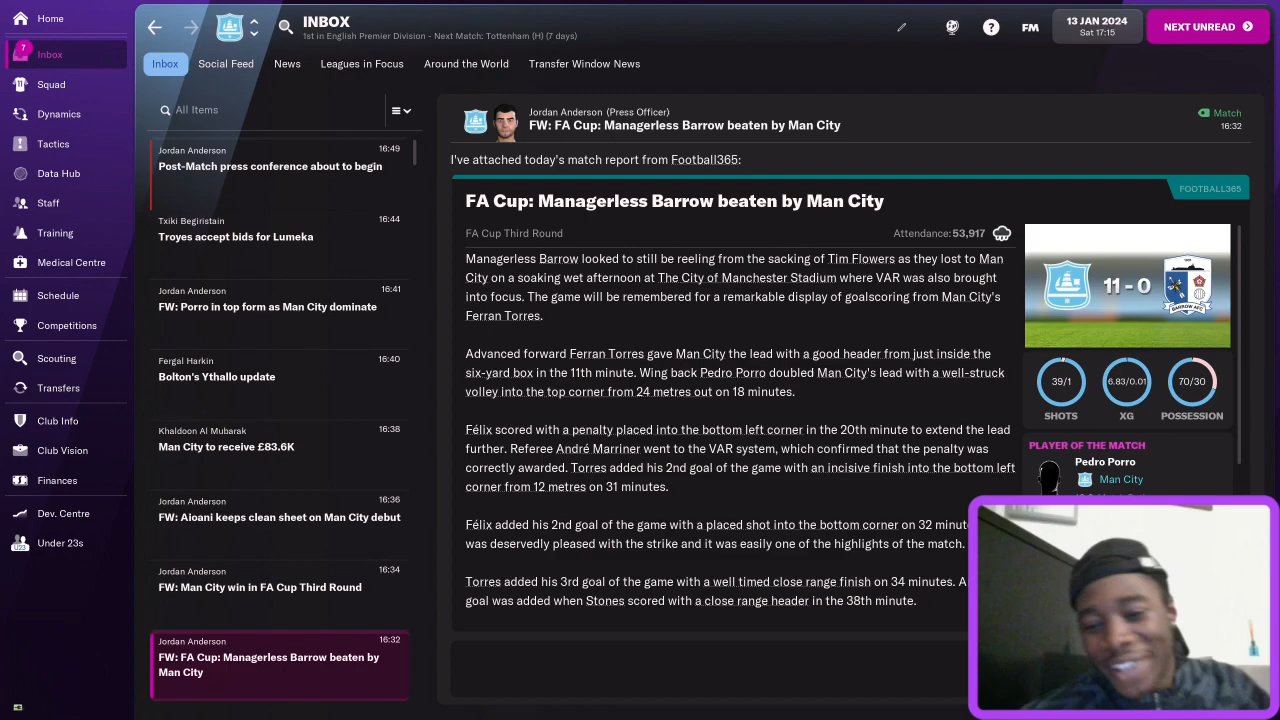 Home
7
Inbox
Squad
Dynamics
Tactics
Data Hub
Staff
Training
Medical Centre
Schedule
Competitions
Scouting
Transfers
Club Info
Club Vision
Finances
Dev. Centre
U23
Under 23s
INBOX
1st in English Premier Division - Next Match: Tottenham (H) (7 days)
?
FM
13 JAN 2024
Sat 17:15
NEXT UNREAD
Inbox
Social Feed
News
Leagues in Focus
Around the World
Transfer Window News
All Items
Jordan Anderson
16:49
Post-Match press conference about to begin
Txiki Begiristain
16:44
Troyes accept bids for Lumeka
Jordan Anderson
16:41
FW: Porro in top form as Man City dominate
Fergal Harkin
16:40
Bolton's Ythallo update
Khaldoon Al Mubarak
16:38
Man City to receive £83.6K
Jordan Anderson
16:36
FW: Aioani keeps clean sheet on Man City debut
Jordan Anderson
16:34
FW: Man City win in FA Cup Third Round
Jordan Anderson
16:32
FW: FA Cup: Managerless Barrow beaten by
Man City
Jordan Anderson (Press Officer)
FW: FA Cup: Managerless Barrow beaten by Man City
Match
16:32
I've attached today's match report from Football365:
FOOTBALL365
FA Cup: Managerless Barrow beaten by Man City
FA Cup Third Round
Attendance: 53,917
Managerless Barrow looked to still be reeling from the sacking of Tim Flowers as they lost to Man
City on a soaking wet afternoon at The City of Manchester Stadium where VAR was also brought
into focus. The game will be remembered for a remarkable display of goalscoring from Man City's
Ferran Torres.
Advanced forward Ferran Torres gave Man City the lead with a good header from just inside the
six-yard box in the 11th minute. Wing back Pedro Porro doubled Man City's lead with a well-struck
volley into the top corner from 24 metres out on 18 minutes.
Félix scored with a penalty placed into the bottom left corner in the 20th minute to extend the lead
further. Referee André Marriner went to the VAR system, which confirmed that the penalty was
correctly awarded. Torres added his 2nd goal of the game with an incisive finish into the bottom left
corner from 12 metres on 31 minutes.
Félix added his 2nd goal of the game with a placed shot into the bottom corner on 32
was deservedly pleased with the strike and it was easily one of the highlights of the match.
Torres added his 3rd goal of the game with a well timed close range finish on 34 minutes.
goal was added when Stones scored with a close range header in the 38th minute.
11 - 0
BARROW AFC
39/1
6.83/0.01
70/30
SHOTS
XG
POSSESSION
PLAYER OF THE MATCH
Pedro Porro
Man City